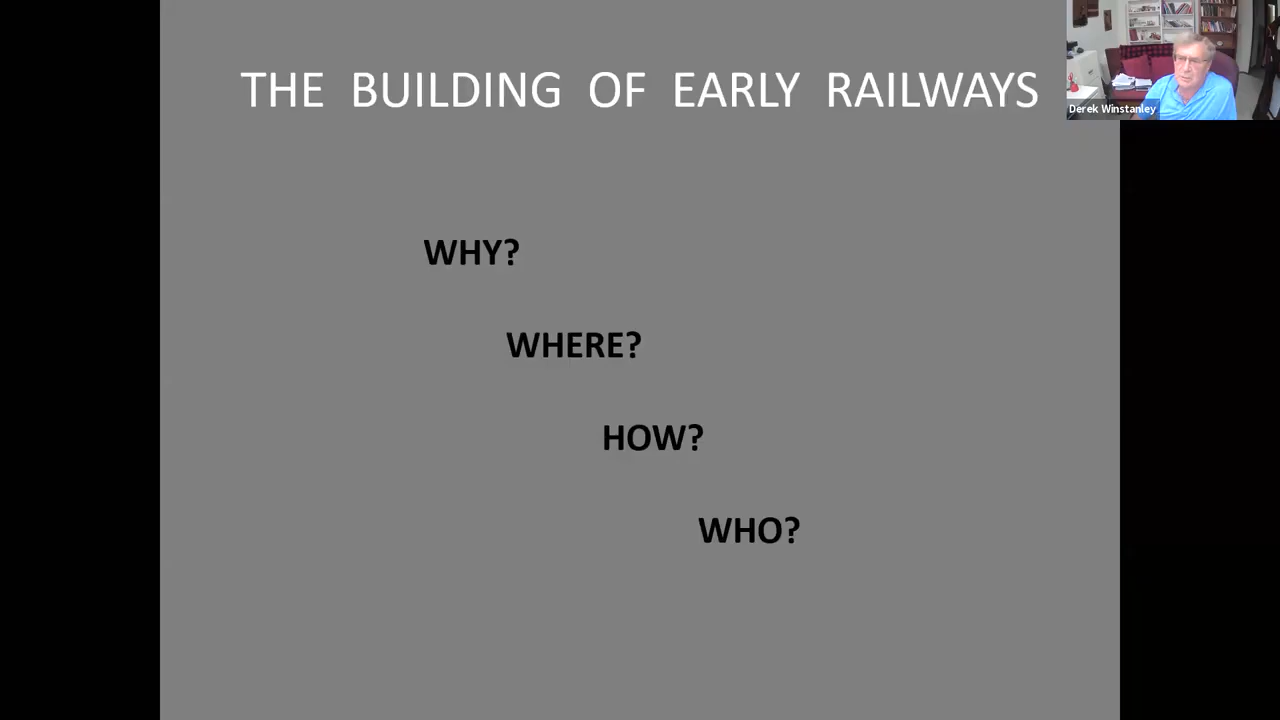 THE BUILDING OF EARLY RAILWAYS
Derek Winstanley
WHY?
WHERE?
HOW?
WHO?